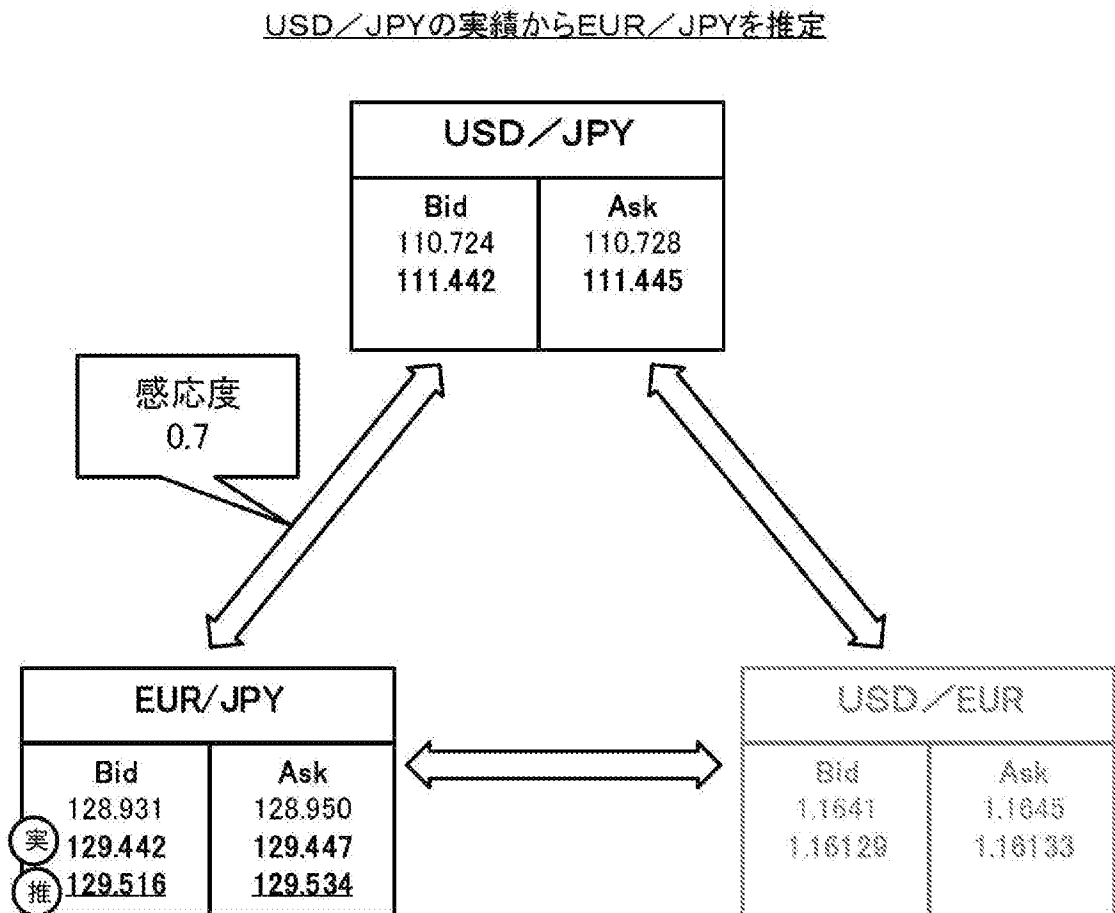 USD／JPYの実績からEUR／JPYを推定
USD／JPY
Bid Ask
110.724 110.728
111.442 111.445
感応度
0.7
EUR/JPY
Bid Ask
128.931 128.950
実 129.442 129.447
推 129.516 129.534
USD／EUR
Bid Ask
1.1641 1.1645
1.16129 1.16133